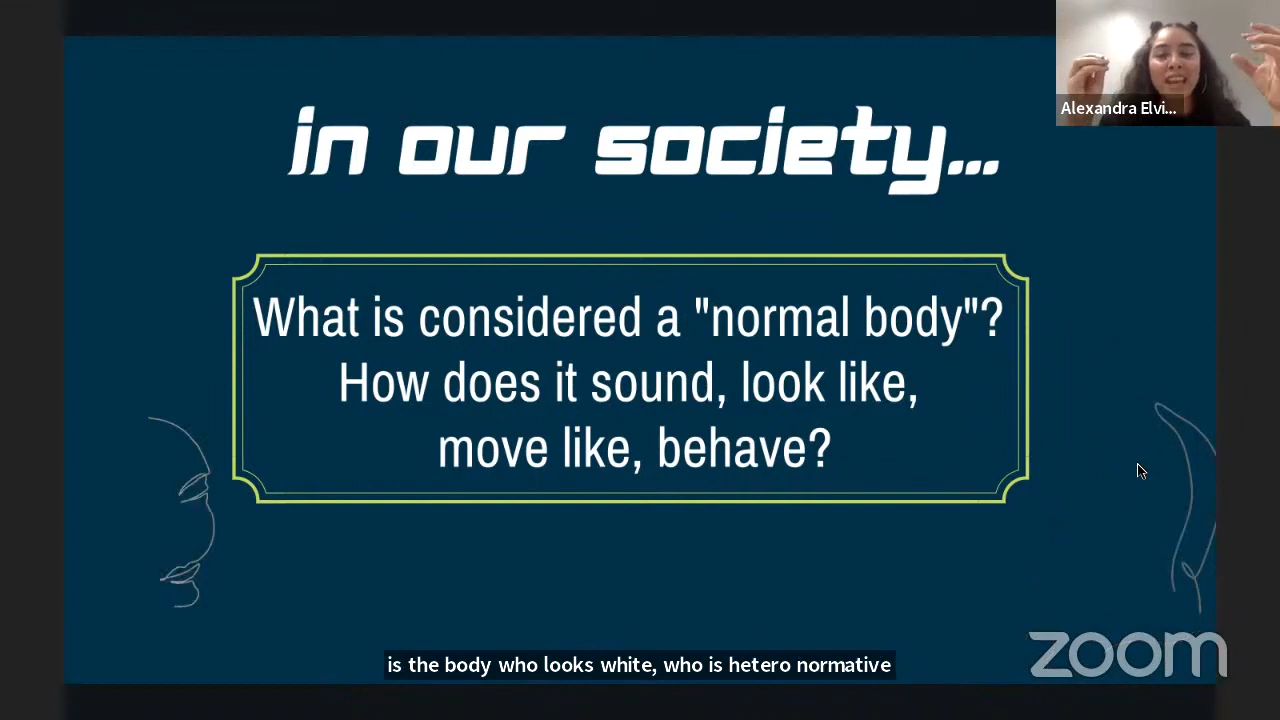 Alexandra Elvi...
in our society...
What is considered a "normal body"?
How does it sound, look like,
move like, behave?
is the body who looks white, who is hetero normative
zoom